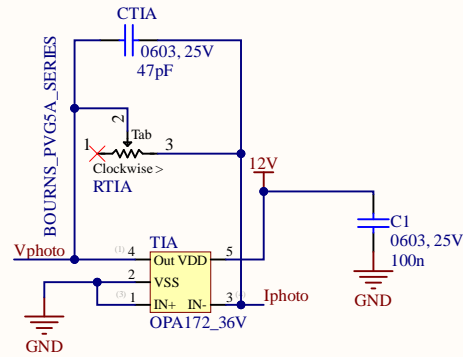 CTIA
0603, 25V
47pF
BOURNS_PVG5A_SERIES
2
Tab
1
3
Clockwise >
RTIA
12V
C1
0603, 25V
100n
GND
Vphoto
(1)
4
TIA
Out VDD
5
2
VSS
(3)
1
IN+ IN-
3
Iphoto
OPA172_36V
GND